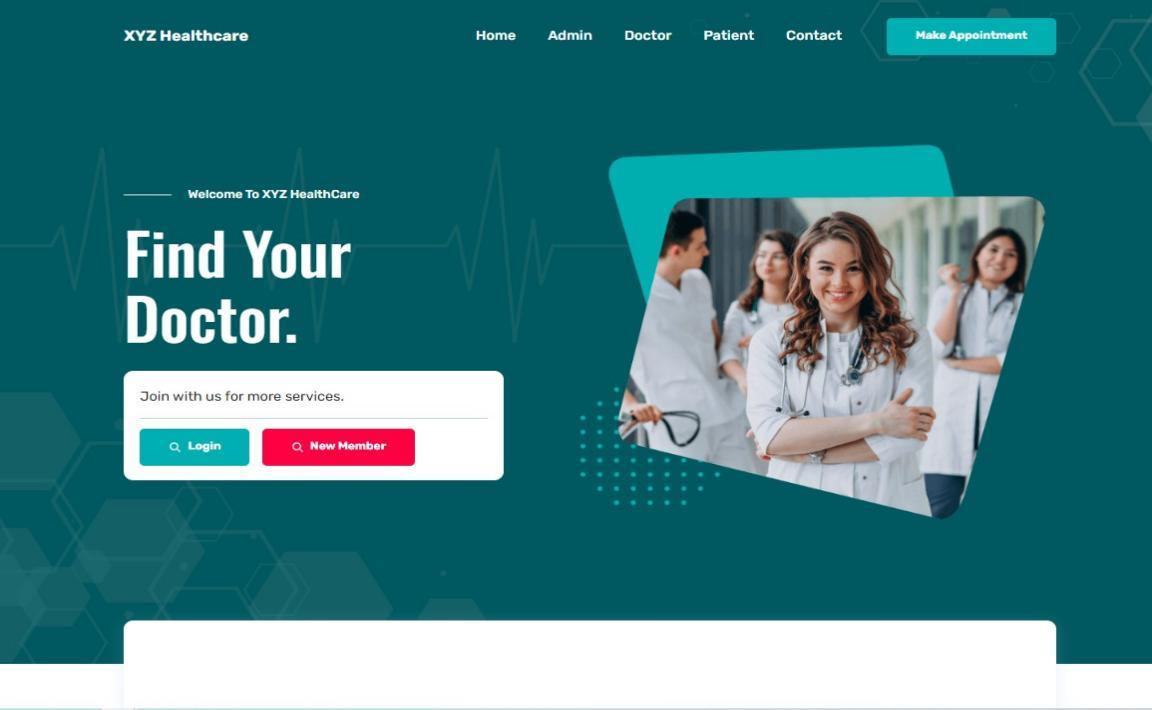 XYZ Healthcare
Home Admin Doctor Patient Contact Make Appointment
Welcome To XYZ HealthCare
Find Your
Doctor.
Join with us for more services.
Login New Member